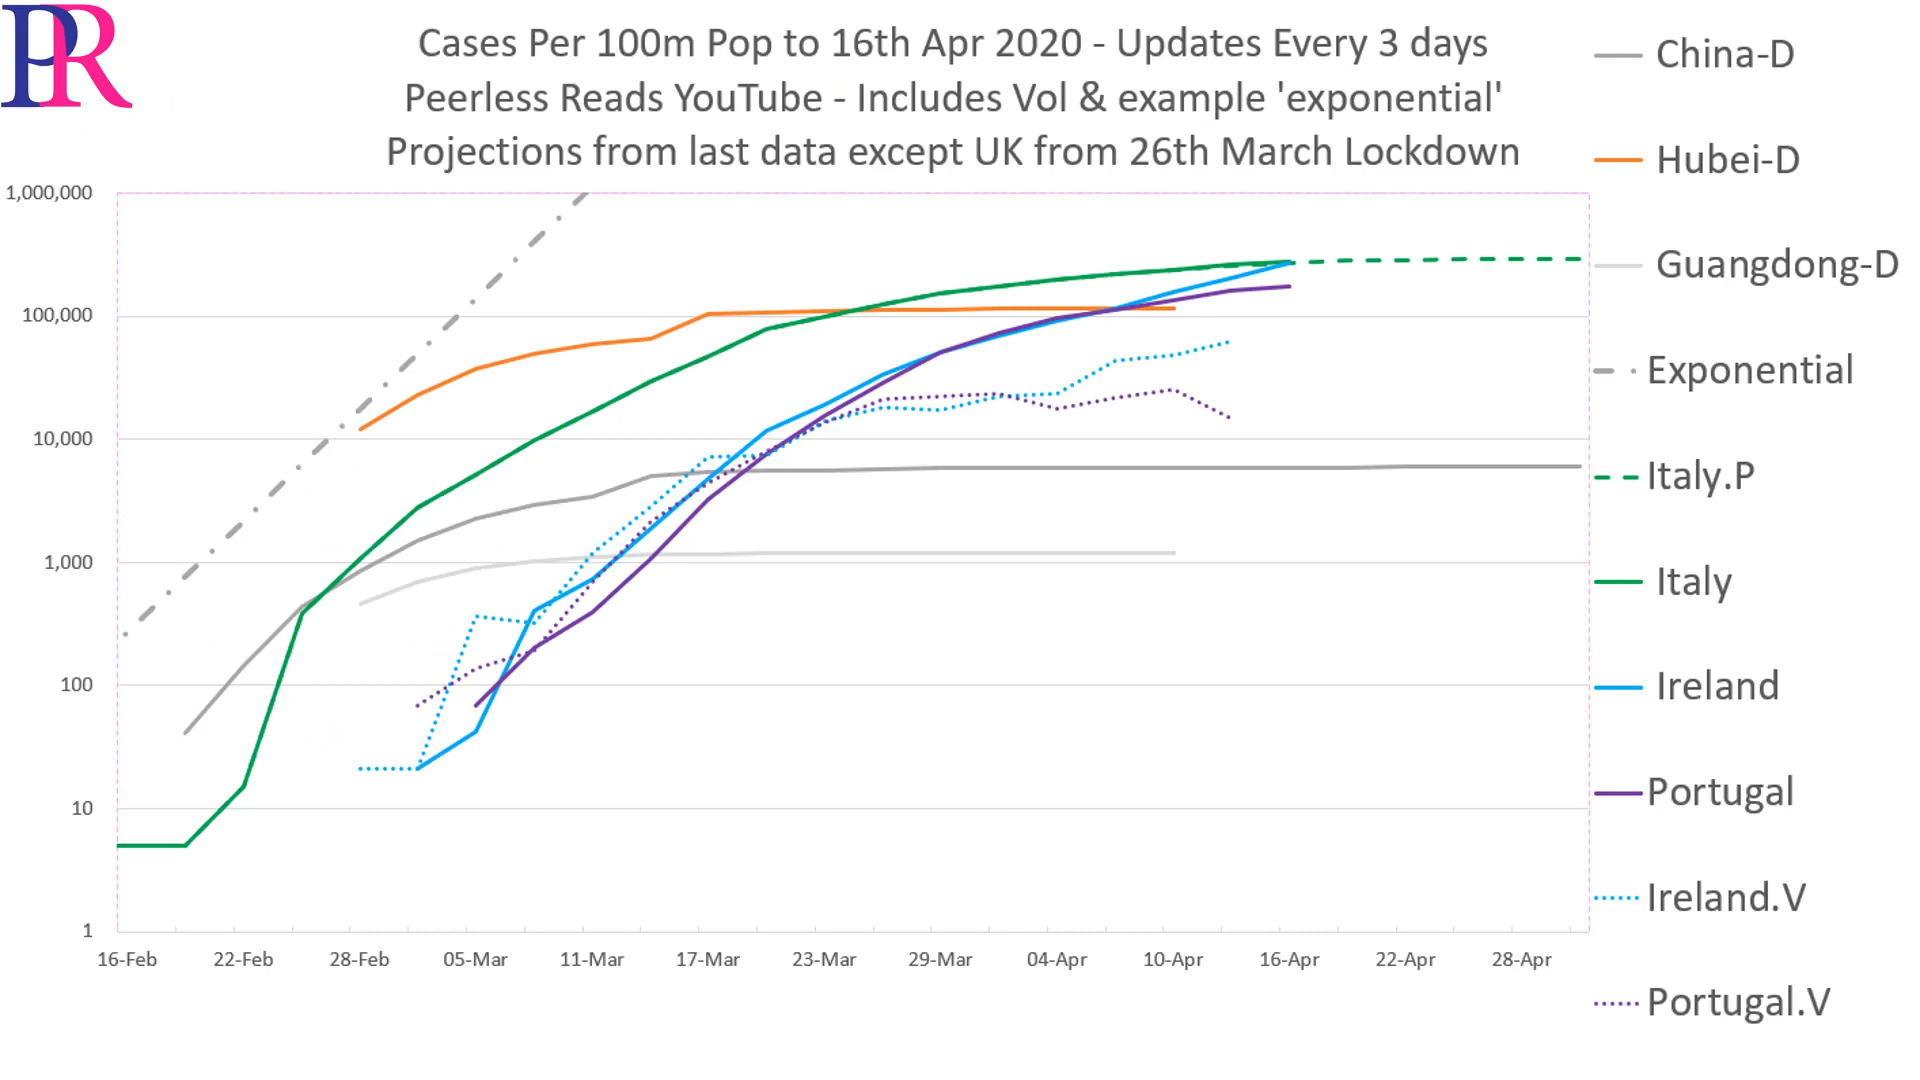 PR
Cases Per 100m Pop to 16th Apr 2020 - Updates Every 3 days
Peerless Reads YouTube - Includes Vol & example 'exponential'
Projections from last data except UK from 26th March Lockdown
1,000,000
100,000
10,000
1,000
100
10
1
16-Feb 22-Feb 28-Feb 05-Mar 11-Mar 17-Mar 23-Mar 29-Mar 04-Apr 10-Apr 16-Apr 22-Apr 28-Apr
China-D
Hubei-D
Guangdong-D
Exponential
Italy.P
Italy
Ireland
Portugal
Ireland.V
Portugal.V